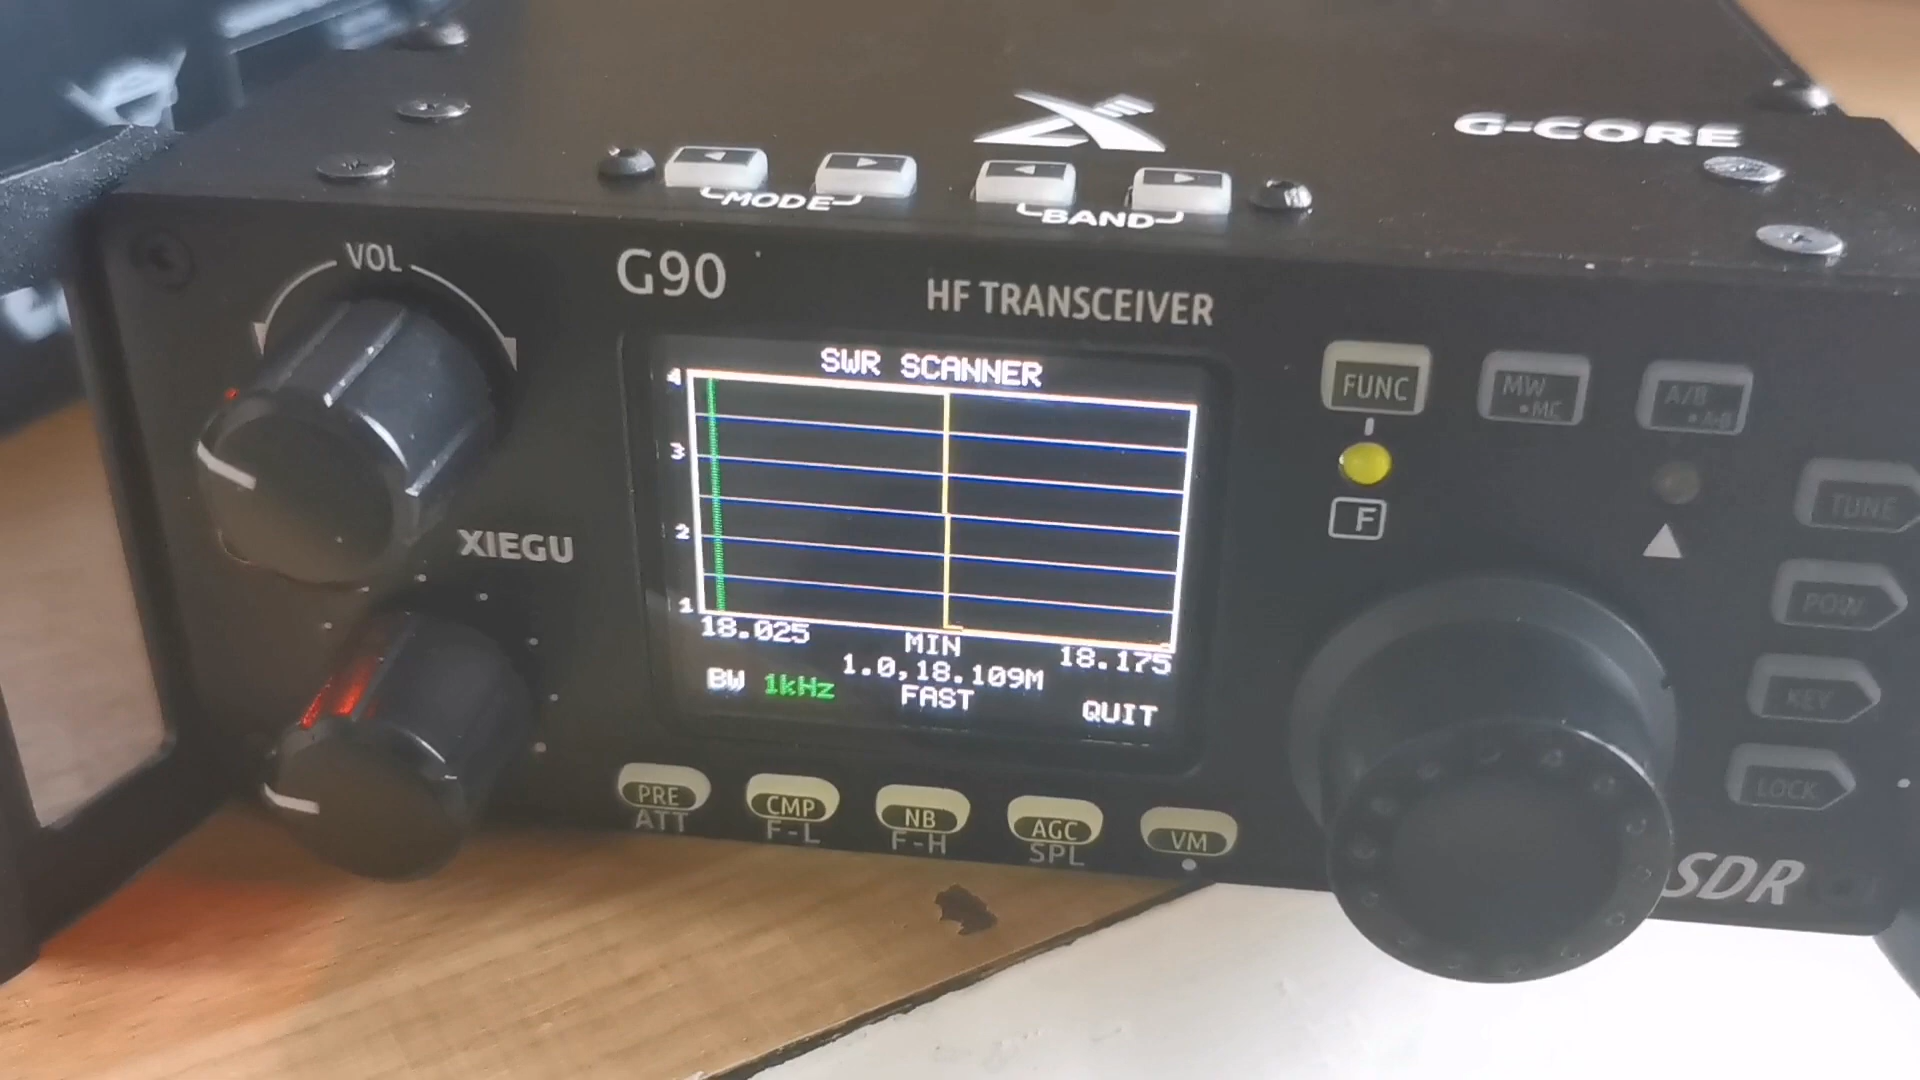 G-CORE
MODE
BAND
VOL
G90
HF TRANSCEIVER
XIEGU
SWR SCANNER
4
3
2
1
18.025
MIN
18.175
1.0,18.109M
BW 1kHz
FAST
QUIT
FUNC
MW
•MC
A/B
•A=B
F
TUNE
POW
KEY
LOCK
PRE
ATT
CMP
F-L
NB
F-H
AGC
SPL
VM
SDR